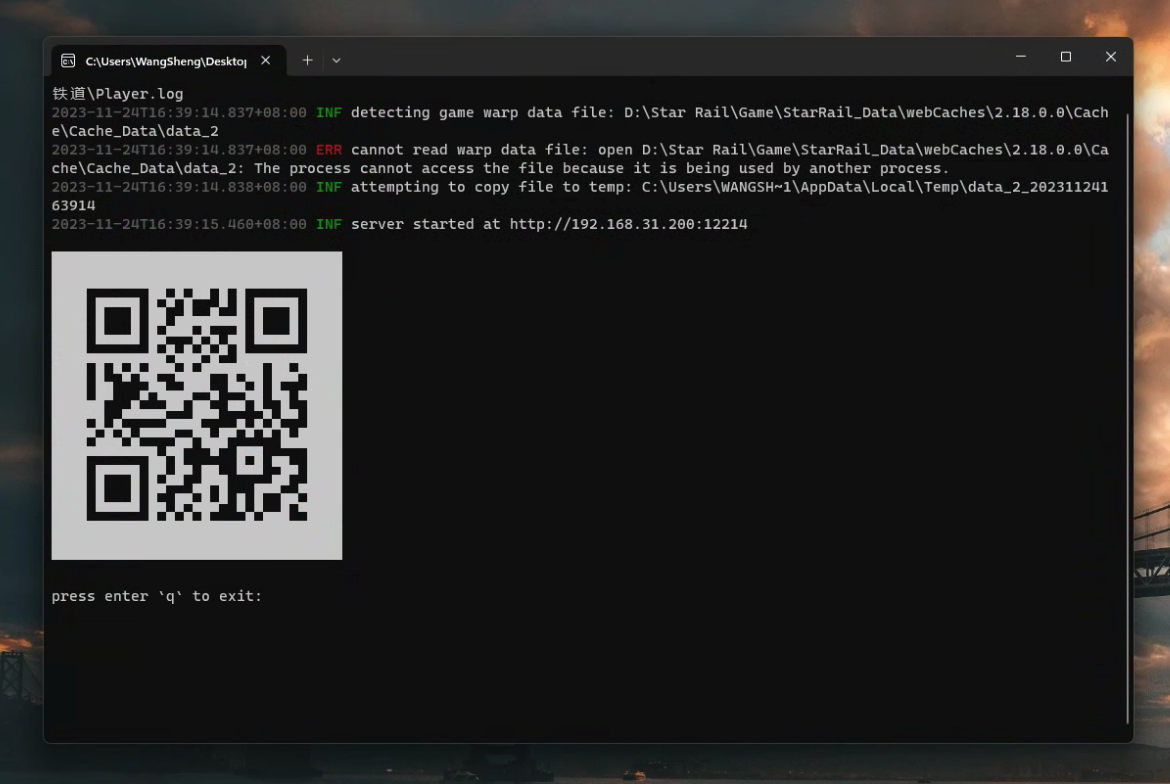 C:\Users\WangSheng\Desktop
铁道\Player.log
2023-11-24T16:39:14.837+08:00 INF detecting game warp data file: D:\Star Rail\Game\StarRail_Data\webCaches\2.18.0.0\Cach
e\Cache_Data\data_2
2023-11-24T16:39:14.837+08:00 ERR cannot read warp data file: open D:\Star Rail\Game\StarRail_Data\webCaches\2.18.0.0\Ca
che\Cache_Data\data_2: The process cannot access the file because it is being used by another process.
2023-11-24T16:39:14.838+08:00 INF attempting to copy file to temp: C:\Users\WANGSH~1\AppData\Local\Temp\data_2_202311241
63914
2023-11-24T16:39:15.460+08:00 INF server started at http://192.168.31.200:12214
press enter `q` to exit: